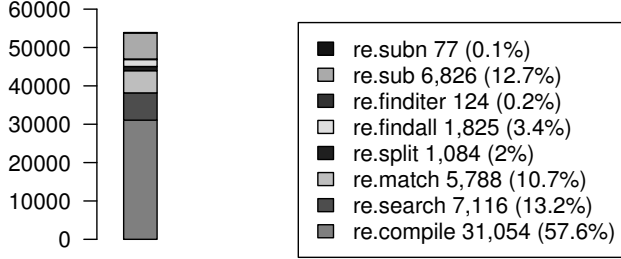 60000
50000
40000
30000
20000
10000
0
re.subn 77 (0.1%)
re.sub 6,826 (12.7%)
re.finditer 124 (0.2%)
re.findall 1,825 (3.4%)
re.split 1,084 (2%)
re.match 5,788 (10.7%)
re.search 7,116 (13.2%)
re.compile 31,054 (57.6%)